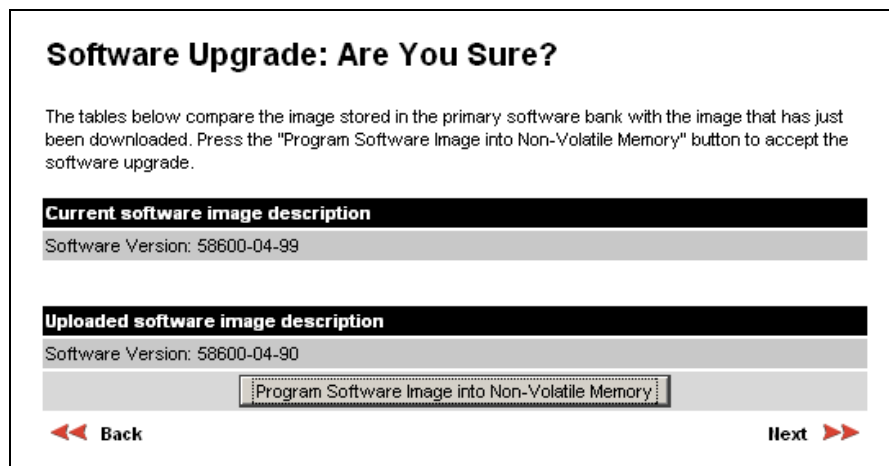 Software Upgrade: Are You Sure?
The tables below compare the image stored in the primary software bank with the image that has just
been downloaded. Press the "Program Software Image into Non-Volatile Memory" button to accept the
software upgrade.
Current software image description
Software Version: 58600-04-99
Uploaded software image description
Software Version: 58600-04-90
Program Software Image into Non-Volatile Memory
Back
Next